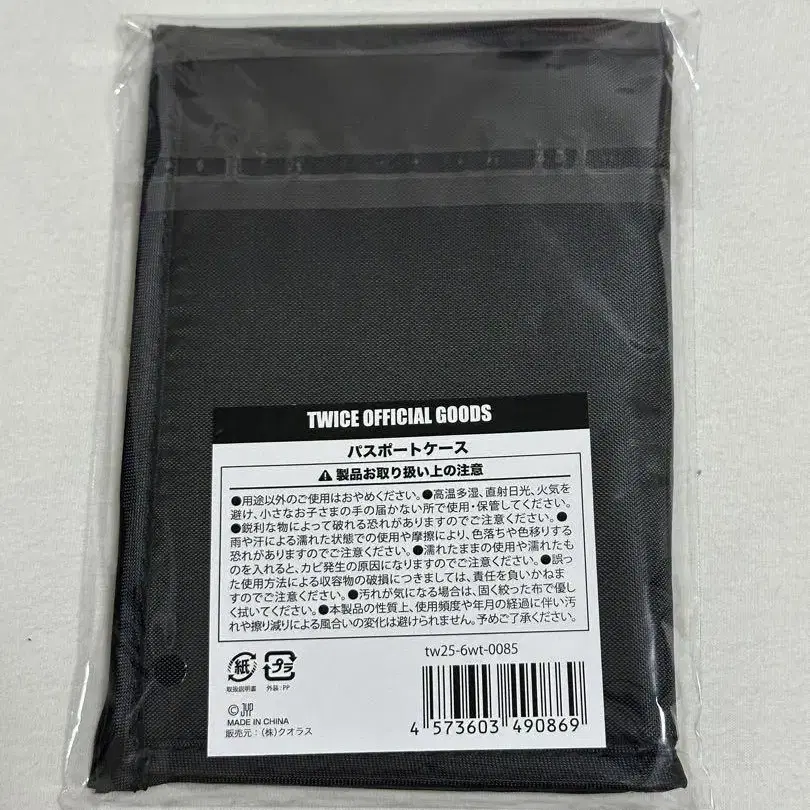 TWICE OFFICIAL GOODS
パスポートケース
⚠製品お取り扱い上の注意
●用途以外のご使用はおやめください。●高温多湿、直射日光、火気を
避け、小さなお子さまの手の届かない所で使用・保管してください。
●鋭利な物によって破れる恐れがありますのでご注意ください。●
雨や汗による濡れた状態での使用や摩擦により、色落ちや色移りする
恐れがありますのでご注意ください。●濡れたままの使用や濡れたも
のを入れると、カビ発生の原因になりますのでご注意ください。●誤っ
た使用方法による収容物の破損につきましては、責任を負いかねま
すのでご注意ください。●汚れが気になる場合は、固く絞った布で優し
く拭いてください。●本製品の性質上、使用頻度や年月の経過に伴い汚
れや擦り減りによる風合いの変化は避けられません。予めご了承ください。
tw25-6wt-0085
紙 プラ
取扱説明書 外装:PP
©JYP
MADE IN CHINA
販売元:(株)クオラス
4 573603 490869